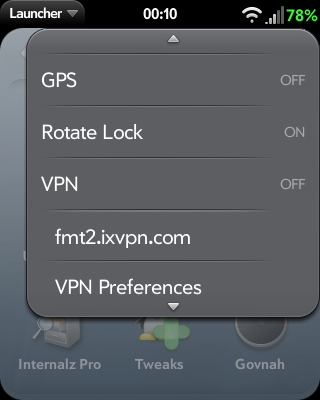 Launcher 00:10 78%
GPS OFF
Rotate Lock ON
VPN OFF
fmt2.ixvpn.com
VPN Preferences
Internalz Pro Tweaks Govnah